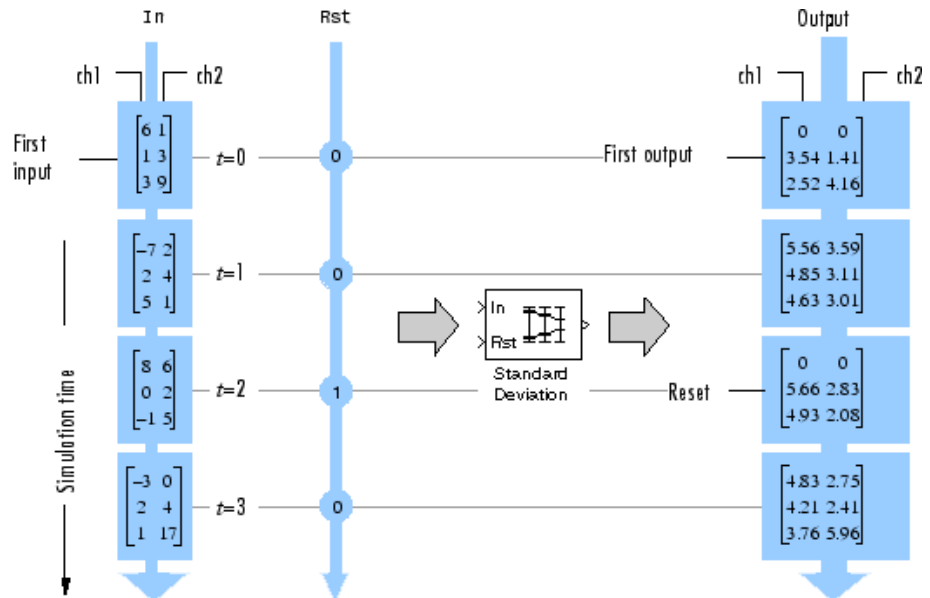 In Rst Output
ch1 ch2 ch1 ch2
First input
6 1
1 3
3 9
t=0
0
First output
0 0
3.54 1.41
2.52 4.16
-7 2
2 4
5 1
t=1
0
5.56 3.59
4.85 3.11
4.63 3.01
In
Rst
Standard
Deviation
Simulation time
8 6
0 2
-1 5
t=2
1
Reset
0 0
5.66 2.83
4.93 2.08
-3 0
2 4
1 17
t=3
0
4.83 2.75
4.21 2.41
3.76 5.96